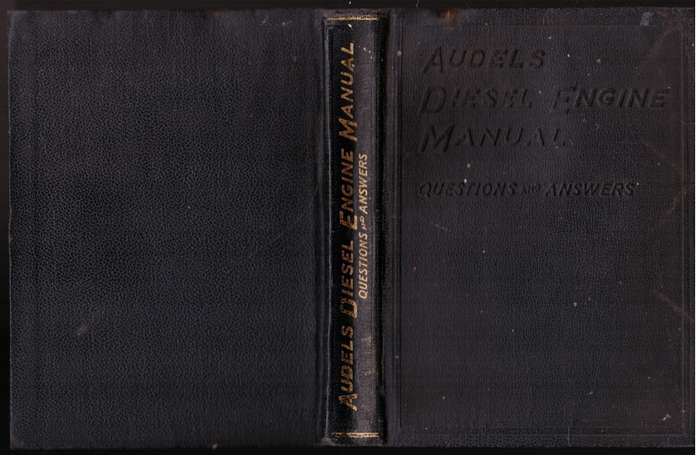 AUDELS DIESEL ENGINE MANUAL
QUESTIONS AND ANSWERS
AUDELS
DIESEL ENGINE
MANUAL
QUESTIONS AND ANSWERS